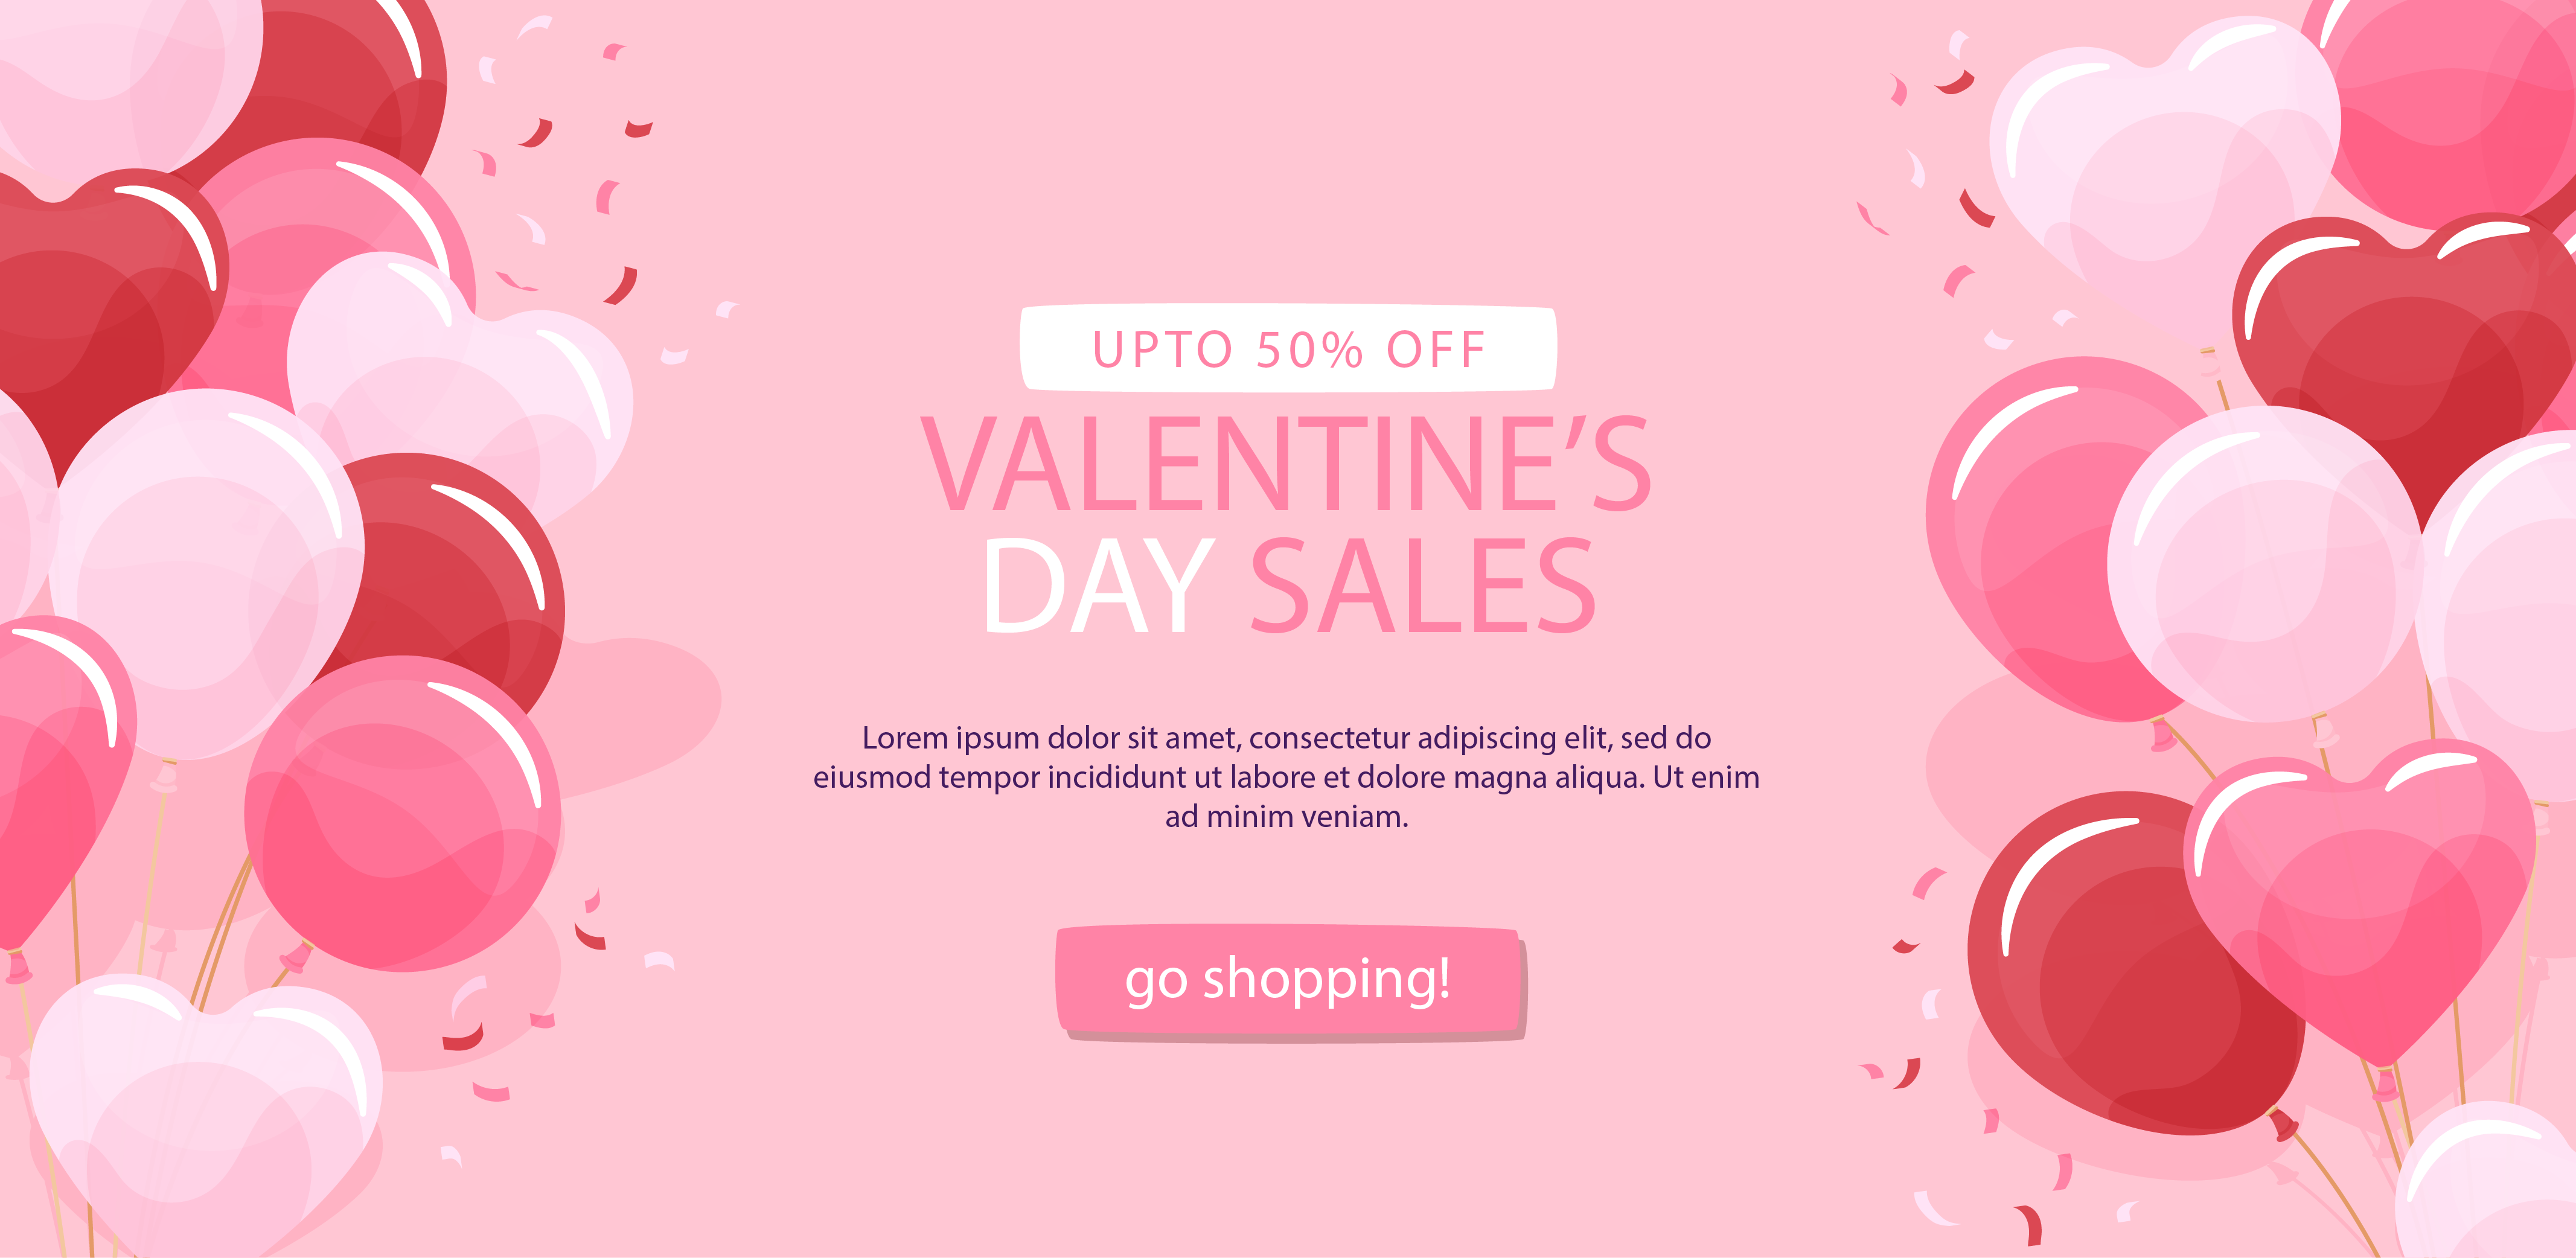 UPTO 50% OFF
VALENTINE’S
DAY SALES
Lorem ipsum dolor sit amet, consectetur adipiscing elit, sed do
eiusmod tempor incididunt ut labore et dolore magna aliqua. Ut enim
ad minim veniam.
go shopping!